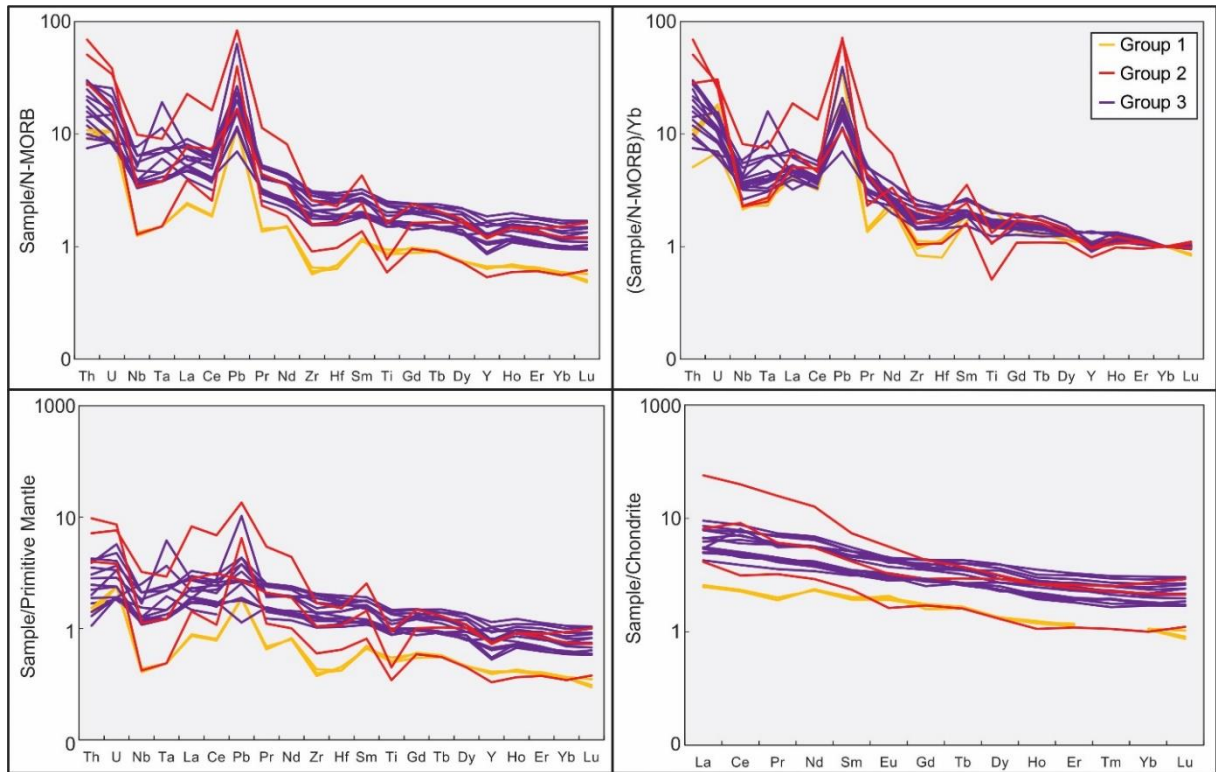 100
10
1
0
Sample/N-MORB
Th U Nb Ta La Ce Pb Pr Nd Zr Hf Sm Ti Gd Tb Dy Y Ho Er Yb Lu
100
10
1
0
(Sample/N-MORB)/Yb
Group 1
Group 2
Group 3
Th U Nb Ta La Ce Pb Pr Nd Zr Hf Sm Ti Gd Tb Dy Y Ho Er Yb Lu
1000
10
1
0
Sample/Primitive Mantle
Th U Nb Ta La Ce Pb Pr Nd Zr Hf Sm Ti Gd Tb Dy Y Ho Er Yb Lu
1000
10
1
0
Sample/Chondrite
La Ce Pr Nd Sm Eu Gd Tb Dy Ho Er Tm Yb Lu